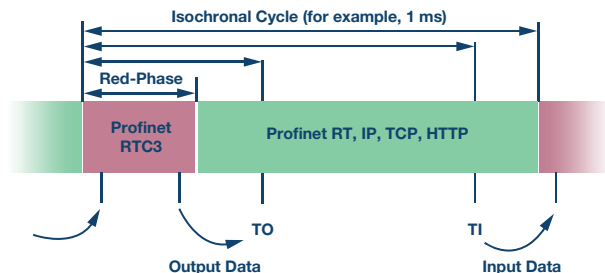 Isochronal Cycle (for example, 1 ms)
Red-Phase
Profinet
RTC3
Profinet RT, IP, TCP, HTTP
TO
TI
Output Data
Input Data